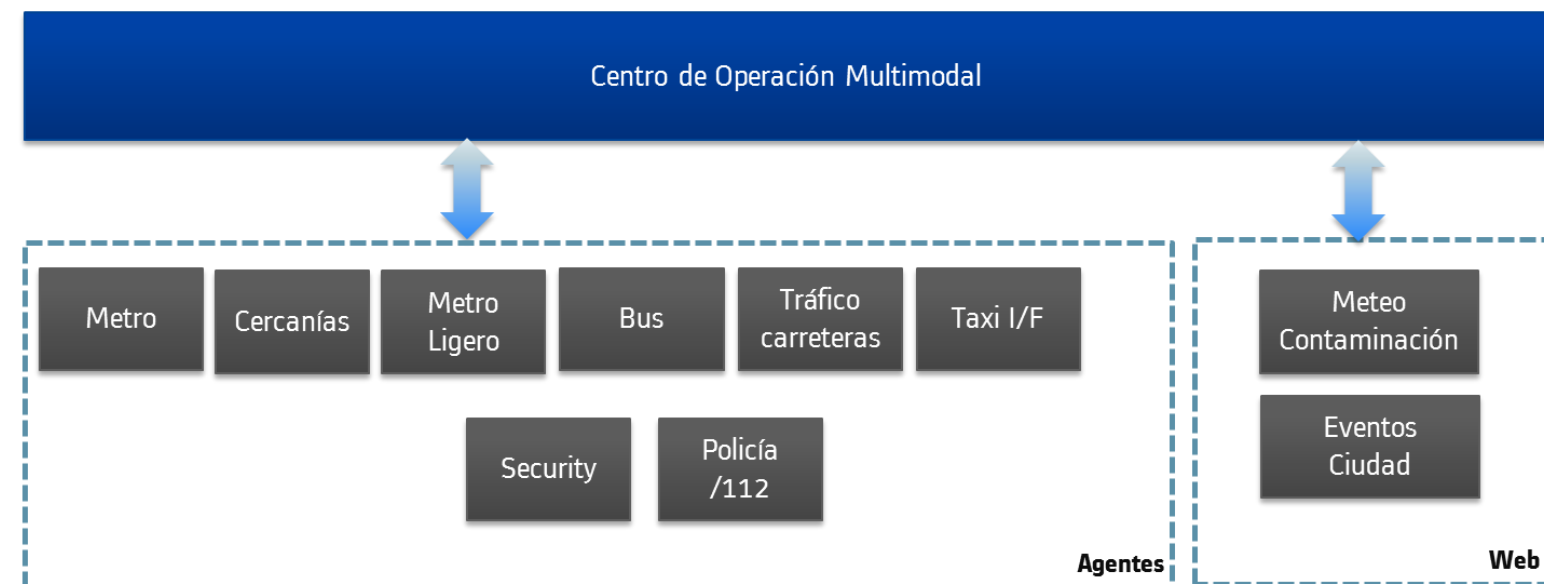 Centro de Operación Multimodal
Metro
Cercanías
Metro
Ligero
Bus
Tráfico
carreteras
Taxi I/F
Security
Policía
/112
Agentes
Meteo
Contaminación
Eventos
Ciudad
Web